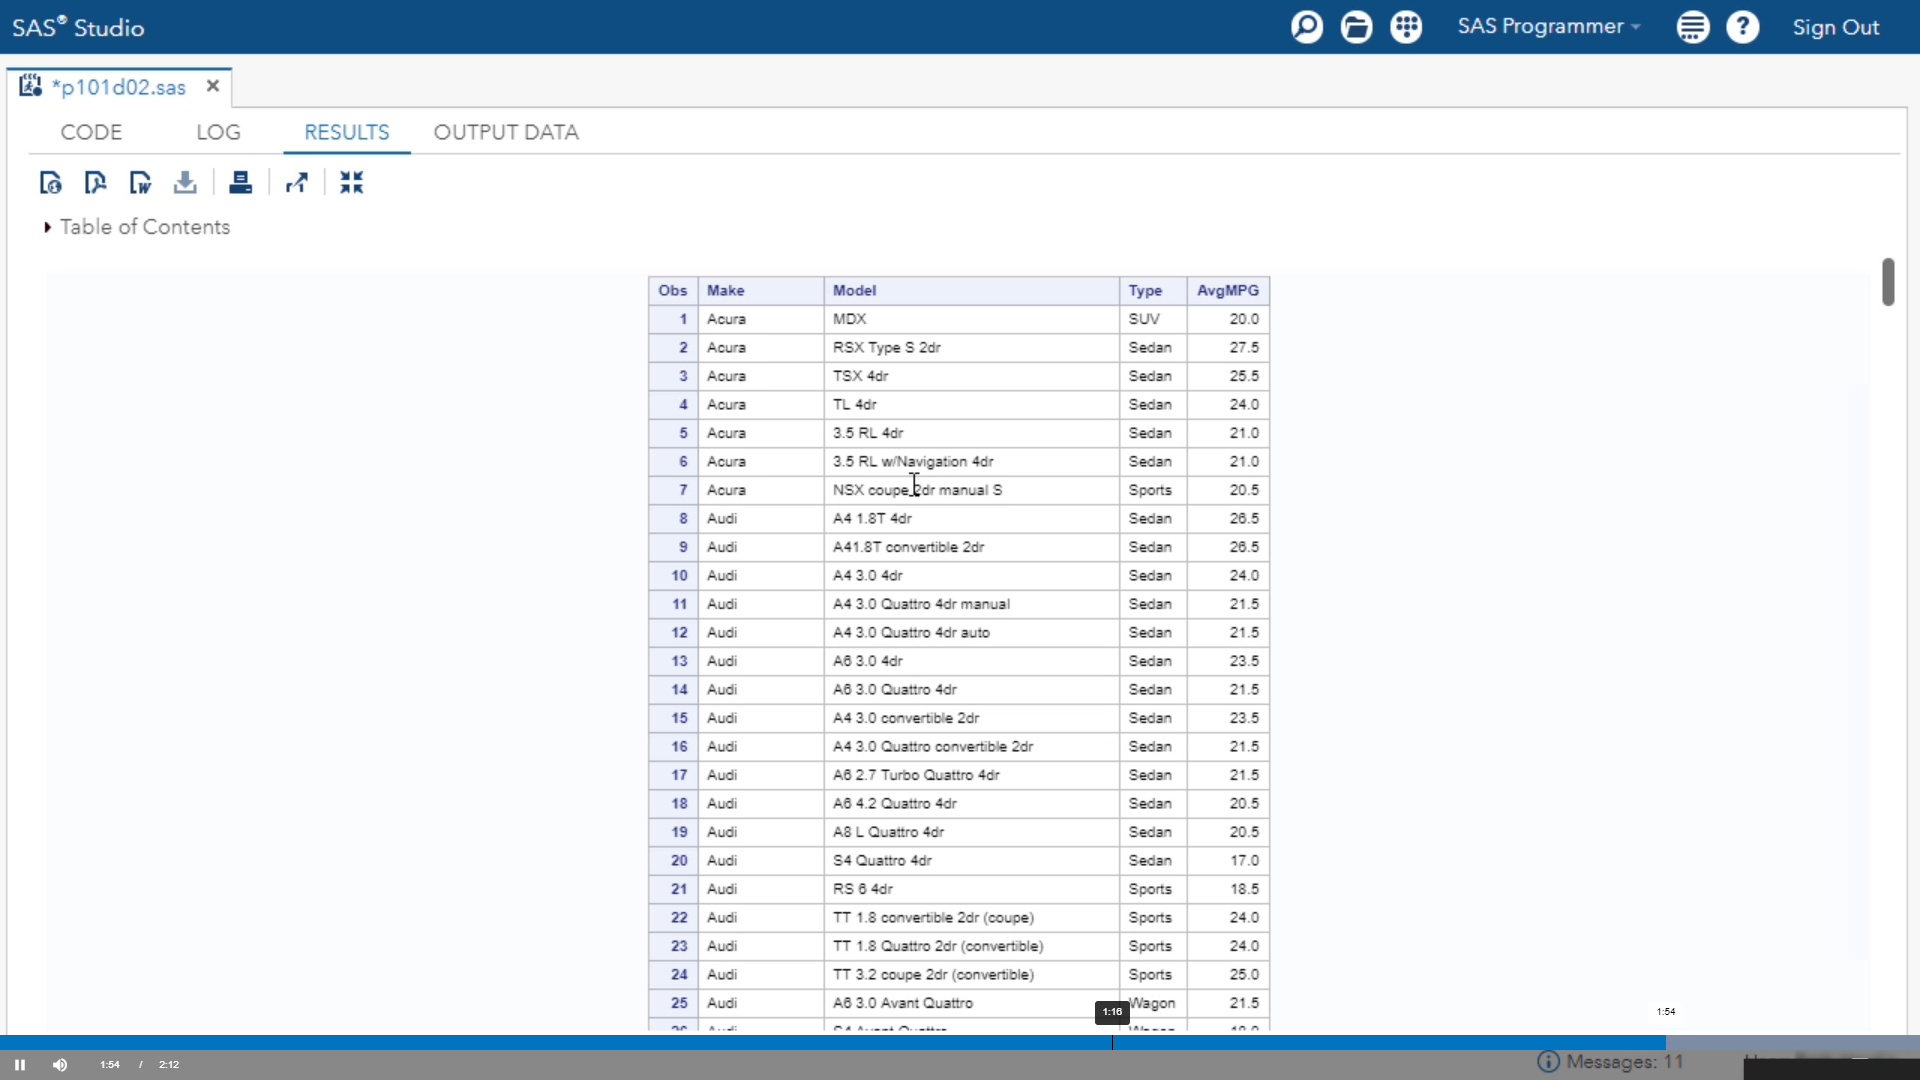 SAS® Studio
SAS Programmer
Sign Out
*p101d02.sas
CODE LOG RESULTS OUTPUT DATA
Table of Contents
Obs Make Model Type AvgMPG
1 Acura MDX SUV 20.0
2 Acura RSX Type S 2dr Sedan 27.5
3 Acura TSX 4dr Sedan 25.5
4 Acura TL 4dr Sedan 24.0
5 Acura 3.5 RL 4dr Sedan 21.0
6 Acura 3.5 RL w/Navigation 4dr Sedan 21.0
7 Acura NSX coupe 2dr manual S Sports 20.5
8 Audi A4 1.8T 4dr Sedan 26.5
9 Audi A41.8T convertible 2dr Sedan 26.5
10 Audi A4 3.0 4dr Sedan 24.0
11 Audi A4 3.0 Quattro 4dr manual Sedan 21.5
12 Audi A4 3.0 Quattro 4dr auto Sedan 21.5
13 Audi A6 3.0 4dr Sedan 23.5
14 Audi A6 3.0 Quattro 4dr Sedan 21.5
15 Audi A4 3.0 convertible 2dr Sedan 23.5
16 Audi A4 3.0 Quattro convertible 2dr Sedan 21.5
17 Audi A6 2.7 Turbo Quattro 4dr Sedan 21.5
18 Audi A6 4.2 Quattro 4dr Sedan 20.5
19 Audi A8 L Quattro 4dr Sedan 20.5
20 Audi S4 Quattro 4dr Sedan 17.0
21 Audi RS 6 4dr Sports 18.5
22 Audi TT 1.8 convertible 2dr (coupe) Sports 24.0
23 Audi TT 1.8 Quattro 2dr (convertible) Sports 24.0
24 Audi TT 3.2 coupe 2dr (convertible) Sports 25.0
25 Audi A6 3.0 Avant Quattro Wagon 21.5
1:16
1:54
1:54 / 2:12
Messages: 11